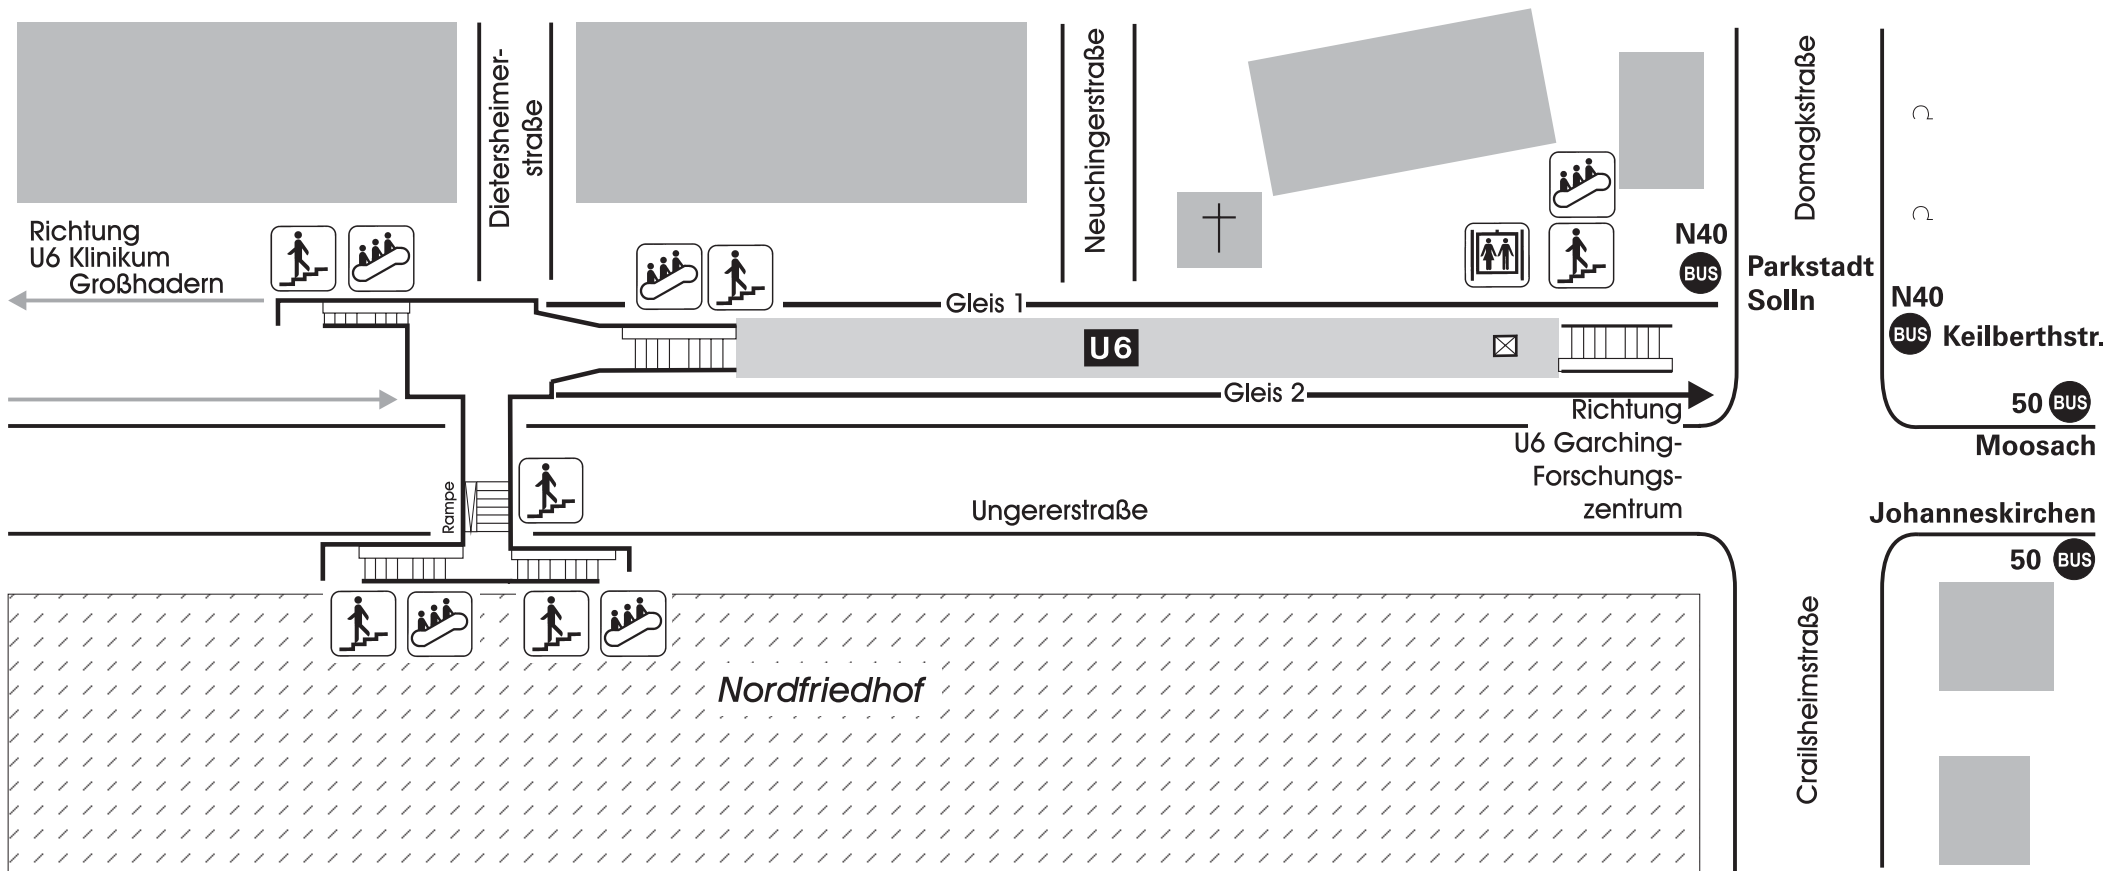 Dietersheimer-
straße
Neuchingerstraße
Domagkstraße
Richtung
U6 Klinikum
Großhadern
N40
BUS
Parkstadt
Solln
N40
BUS Keilberthstr.
Gleis 1
U6
Gleis 2
50 BUS
Moosach
Richtung
U6 Garching-
Forschungs-
zentrum
Rampe
Ungererstraße
Johanneskirchen
50 BUS
Nordfriedhof
Crailsheimstraße